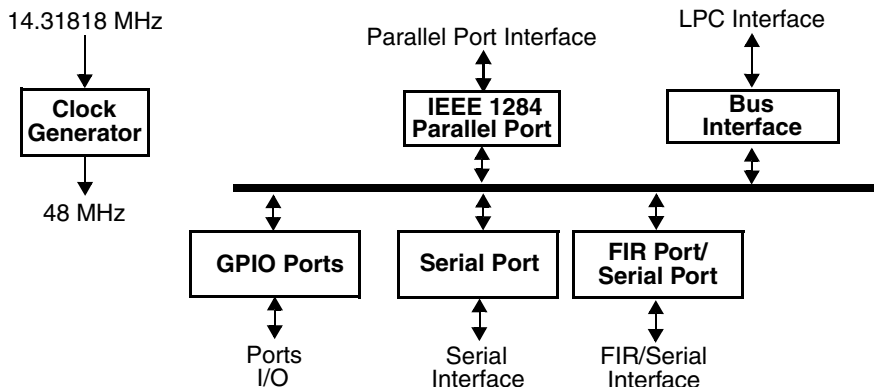 14.31818 MHz
Clock
Generator
48 MHz
Parallel Port Interface
IEEE 1284
Parallel Port
LPC Interface
Bus
Interface
GPIO Ports
Ports
I/O
Serial Port
Serial
Interface
FIR Port/
Serial Port
FIR/Serial
Interface